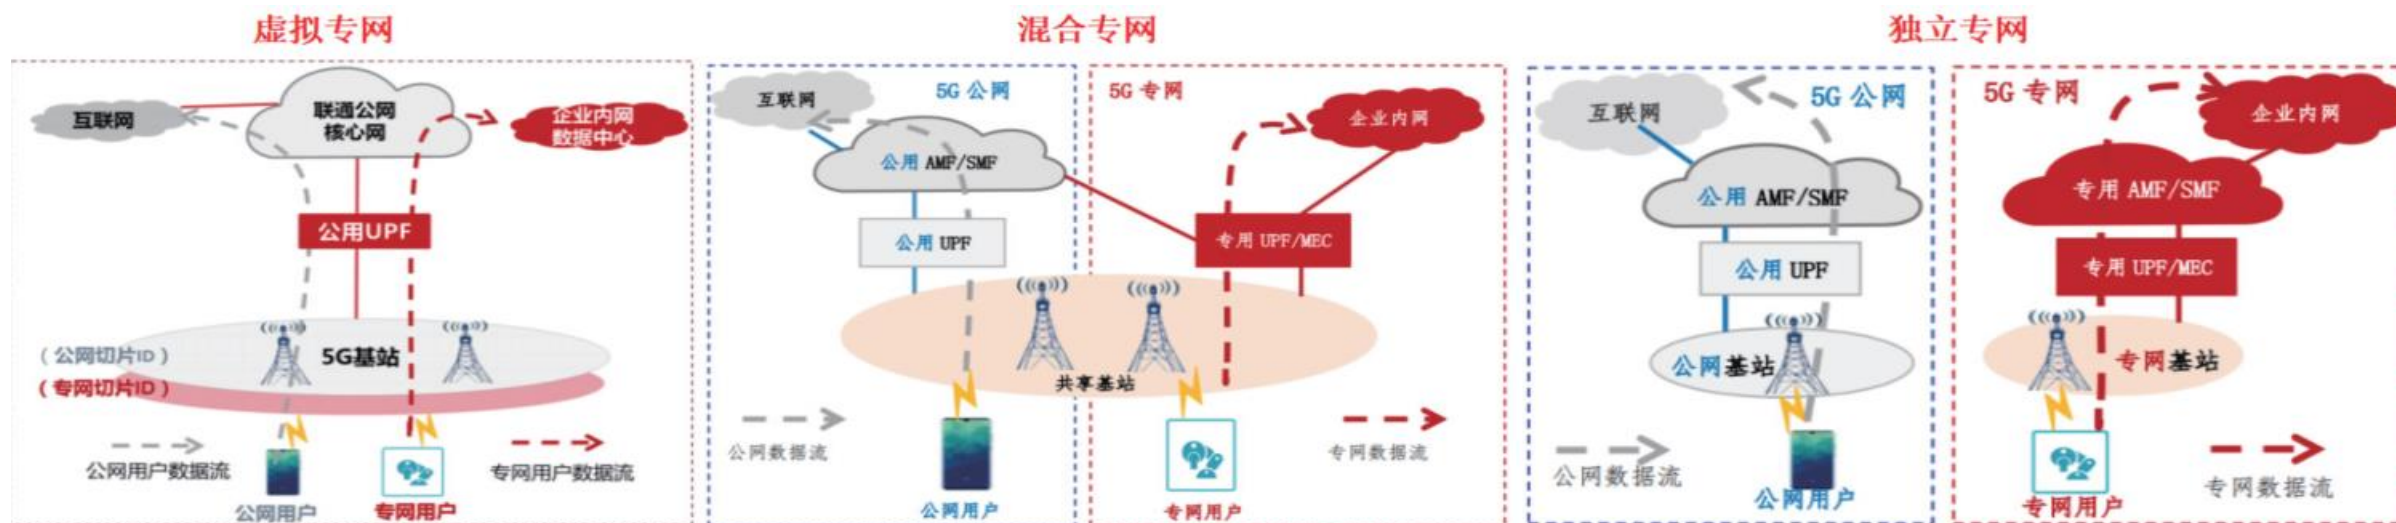 虚拟专网
互联网
联通公网
核心网
企业内网
数据中心
公用UPF
(公网切片ID)
5G基站
(专网切片ID)
公网用户数据流
专网用户数据流
公网用户
专网用户
混合专网
5G 公网
5G 专网
互联网
企业内网
公用 AMF/SMF
公用 UPF
专用 UPF/MEC
共享基站
公网数据流
专网数据流
公网用户
专网用户
独立专网
5G 公网
5G 专网
互联网
企业内网
公用 AMF/SMF
专用 AMF/SMF
公用 UPF
专用 UPF/MEC
公网基站
专网基站
公网数据流
专网数据流
公网用户
专网用户